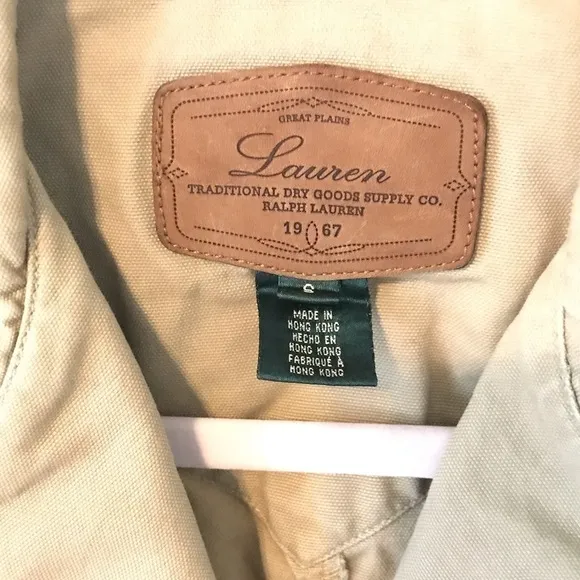 GREAT PLAINS
Lauren
TRADITIONAL DRY GOODS SUPPLY CO.
RALPH LAUREN
19 67
MADE IN
HONG KONG
HECHO EN
HONG KONG
FABRIQUÉ À
HONG KONG